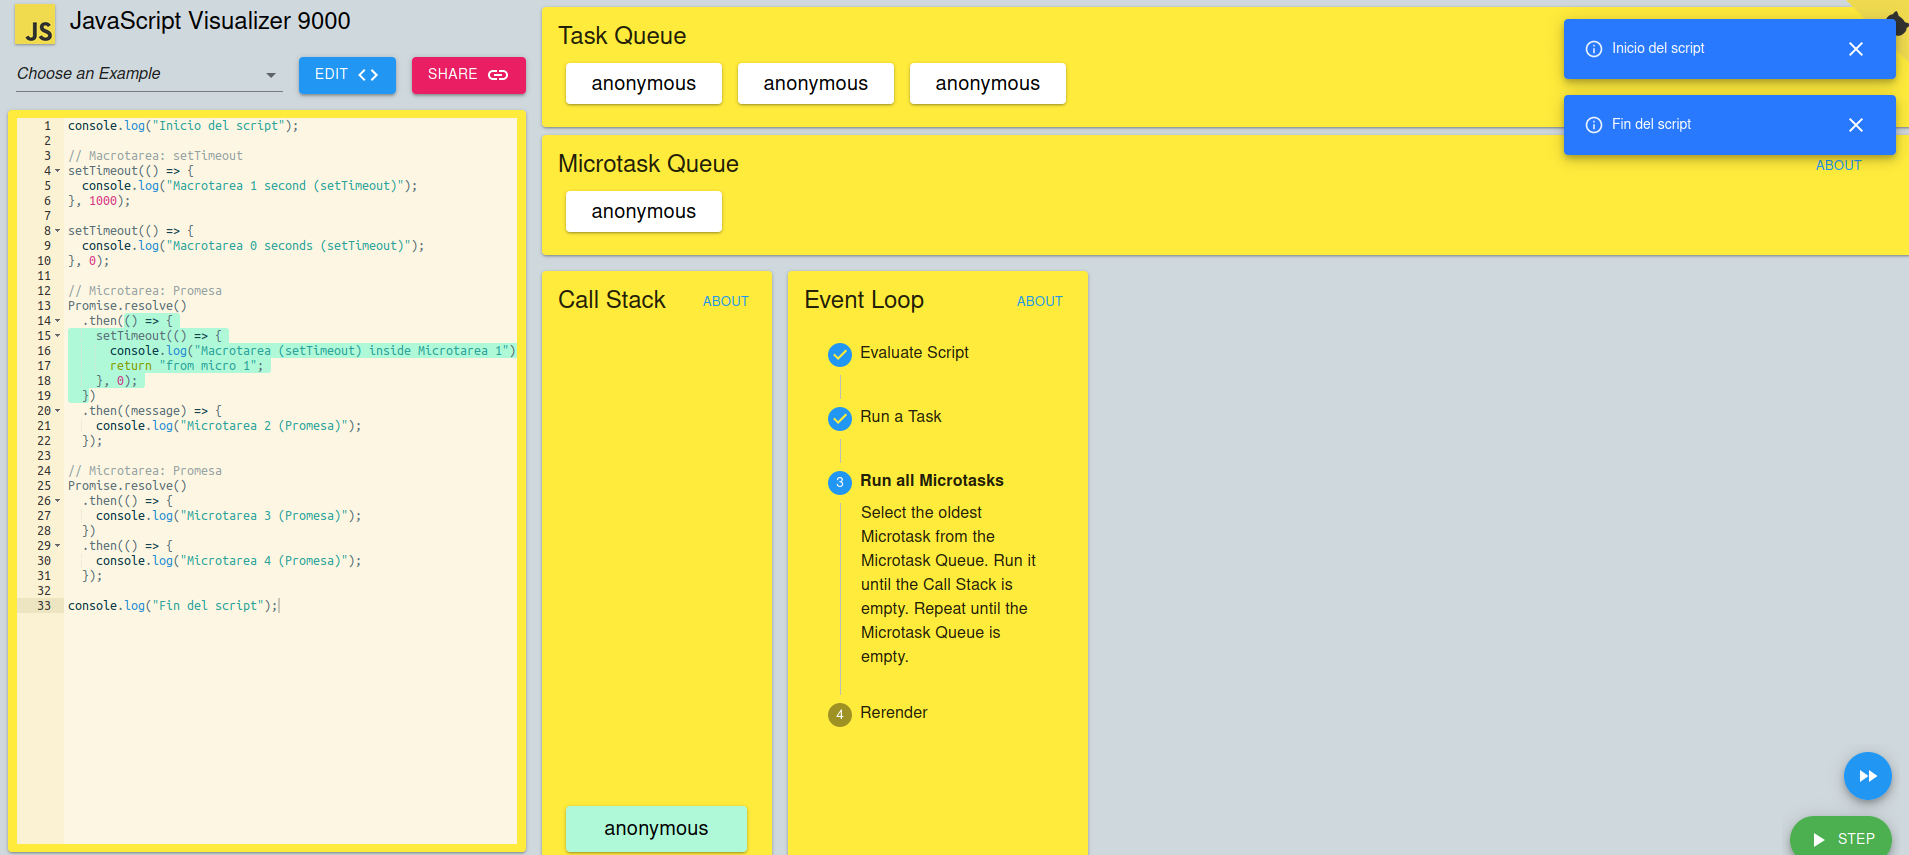 JS JavaScript Visualizer 9000
Choose an Example
EDIT
SHARE
1 console.log("Inicio del script");
2
3 // Macrotarea: setTimeout
4 setTimeout(() => {
5 console.log("Macrotarea 1 second (setTimeout)");
6 }, 1000);
7
8 setTimeout(() => {
9 console.log("Macrotarea 0 seconds (setTimeout)");
10 }, 0);
11
12 // Microtarea: Promesa
13 Promise.resolve()
14 .then(() => {
15 setTimeout(() => {
16 console.log("Macrotarea (setTimeout) inside Microtarea 1")
17 return "from micro 1";
18 }, 0);
19 })
20 .then((message) => {
21 console.log("Microtarea 2 (Promesa)");
22 });
23
24 // Microtarea: Promesa
25 Promise.resolve()
26 .then(() => {
27 console.log("Microtarea 3 (Promesa)");
28 })
29 .then(() => {
30 console.log("Microtarea 4 (Promesa)");
31 });
32
33 console.log("Fin del script");
Task Queue
anonymous anonymous anonymous
Inicio del script
Fin del script
Microtask Queue
ABOUT
anonymous
Call Stack
ABOUT
anonymous
Event Loop
ABOUT
Evaluate Script
Run a Task
3 Run all Microtasks
Select the oldest
Microtask from the
Microtask Queue. Run it
until the Call Stack is
empty. Repeat until the
Microtask Queue is
empty.
4 Rerender
STEP